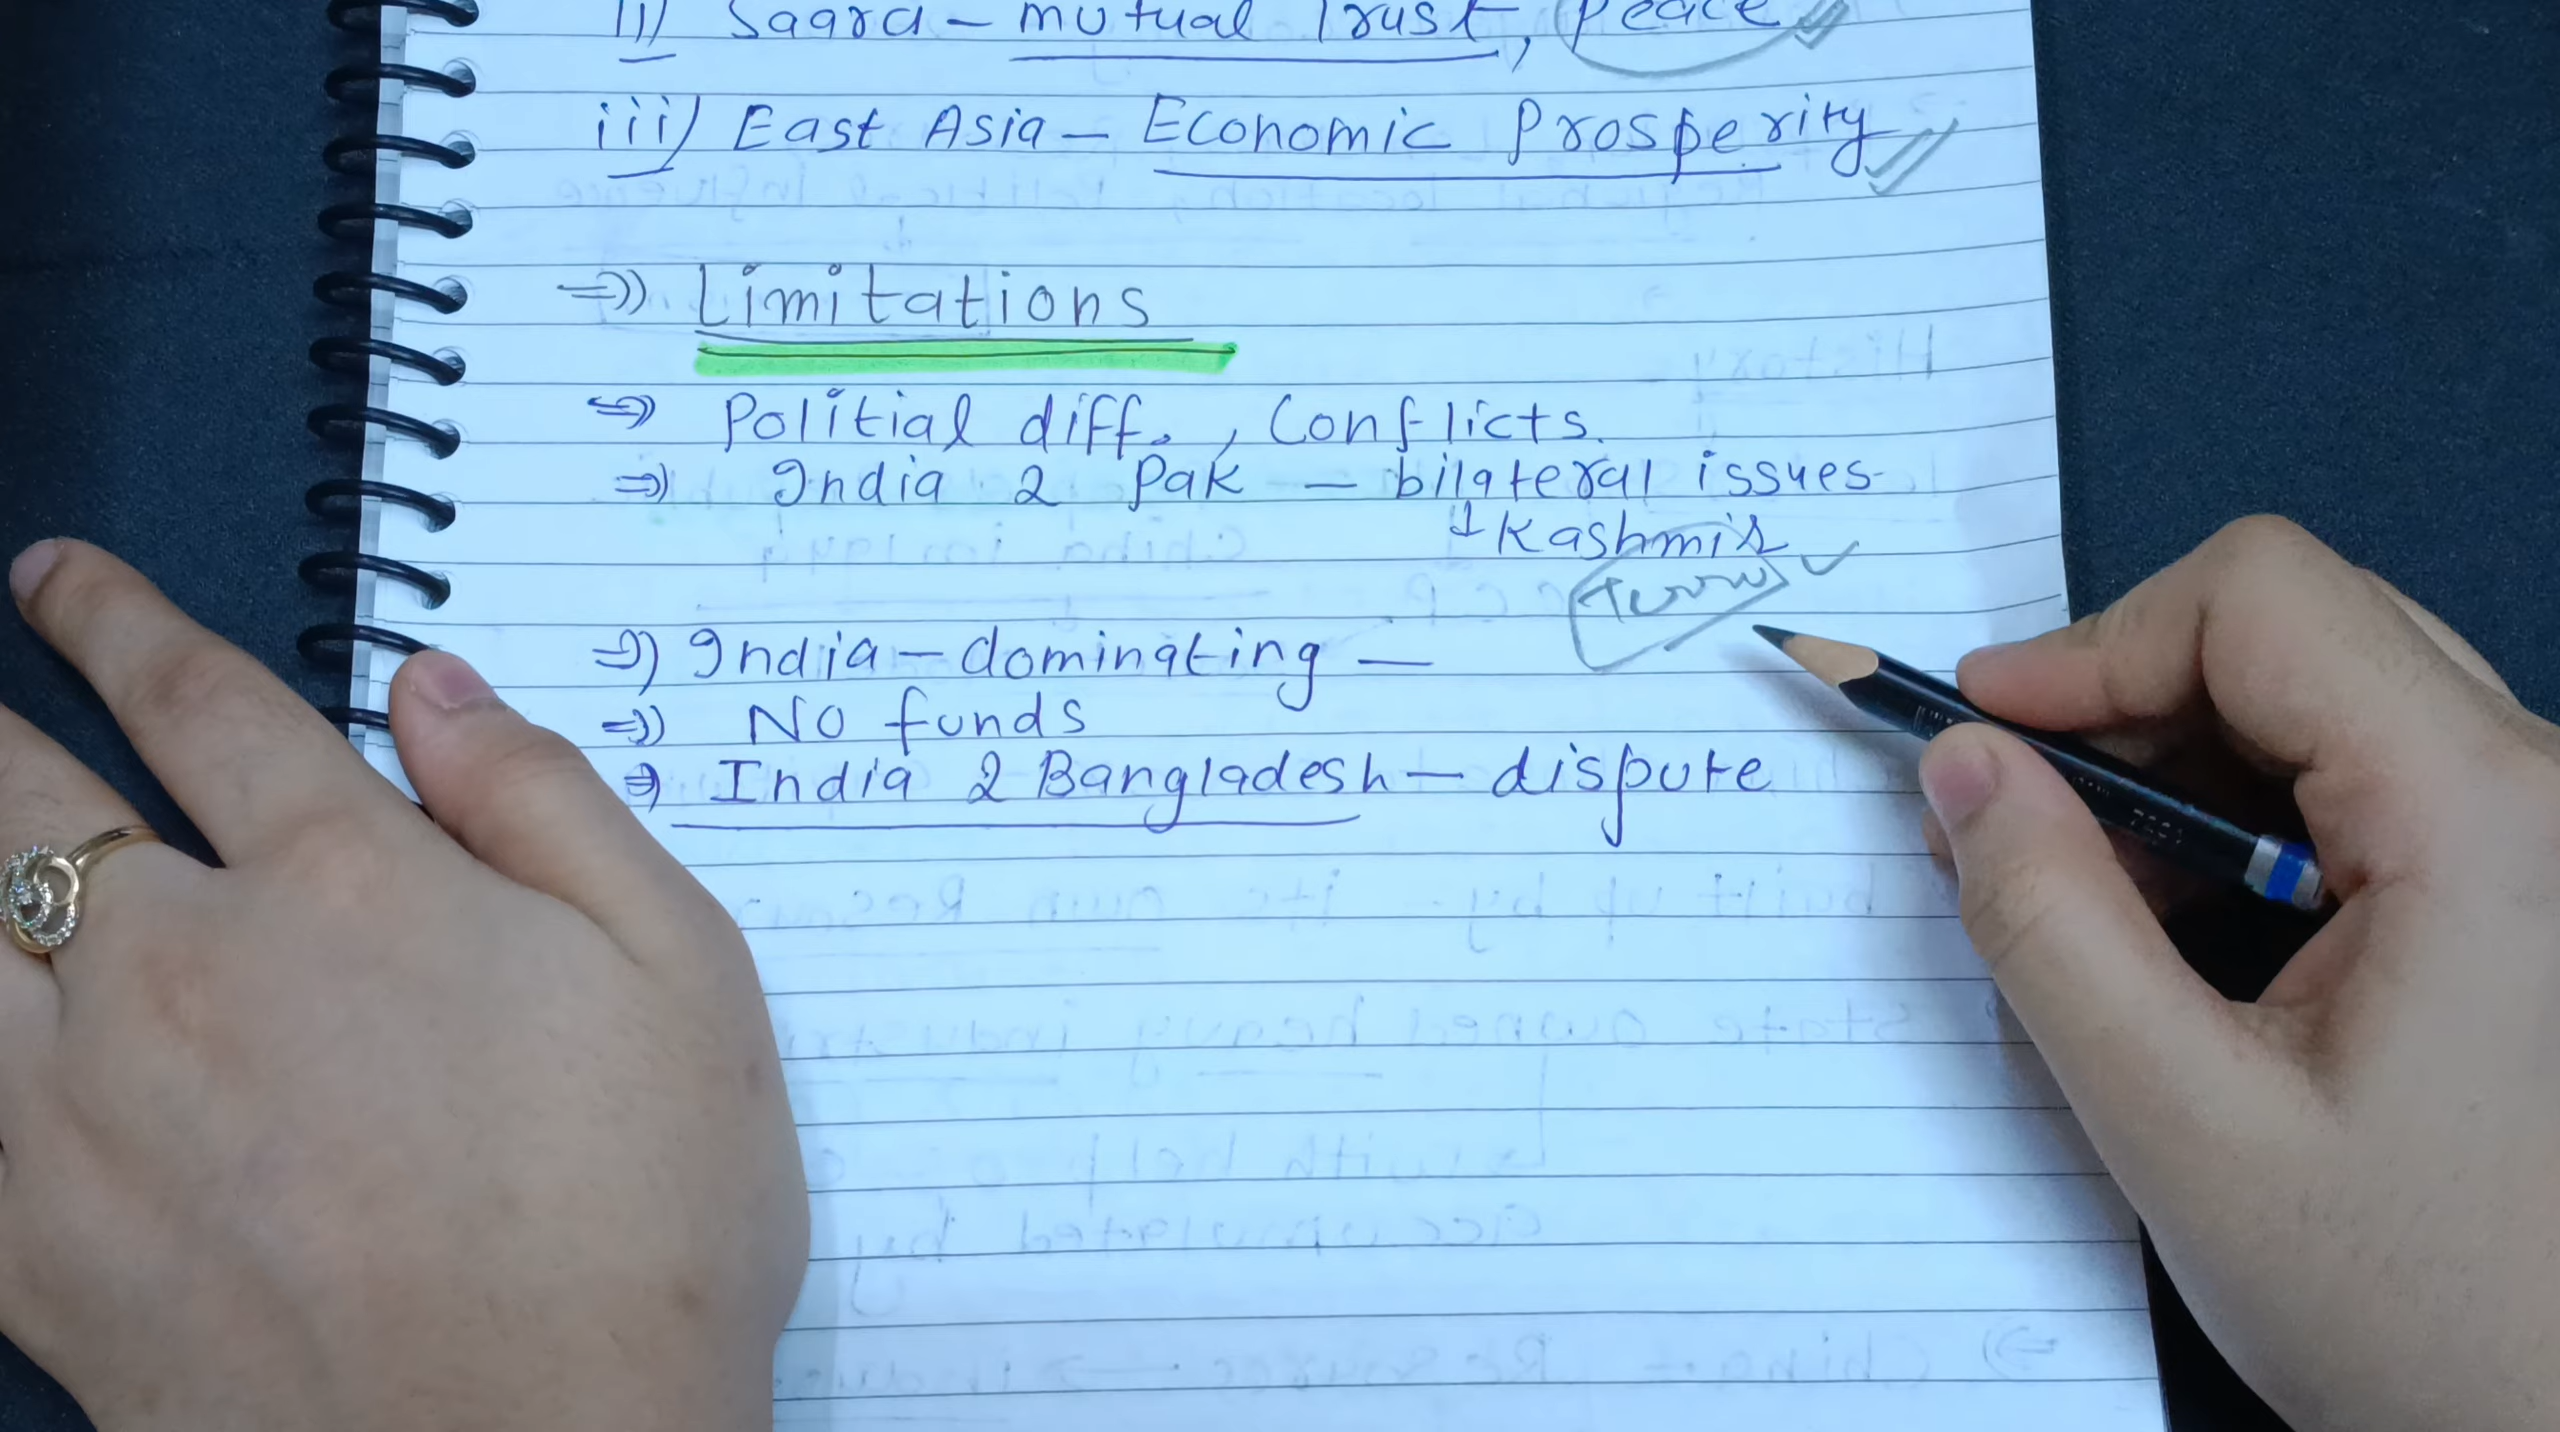 ii) Saarc - mutual Trust, Peace
iii) East Asia - Economic Prosperity
⇒ Limitations
⇒ Politial diff., Conflicts.
⇒ India & Pak - bilateral issues-
↓ Kashmir
⇒ India - dominating -
⇒ No funds
⇒ India & Bangladesh - dispute